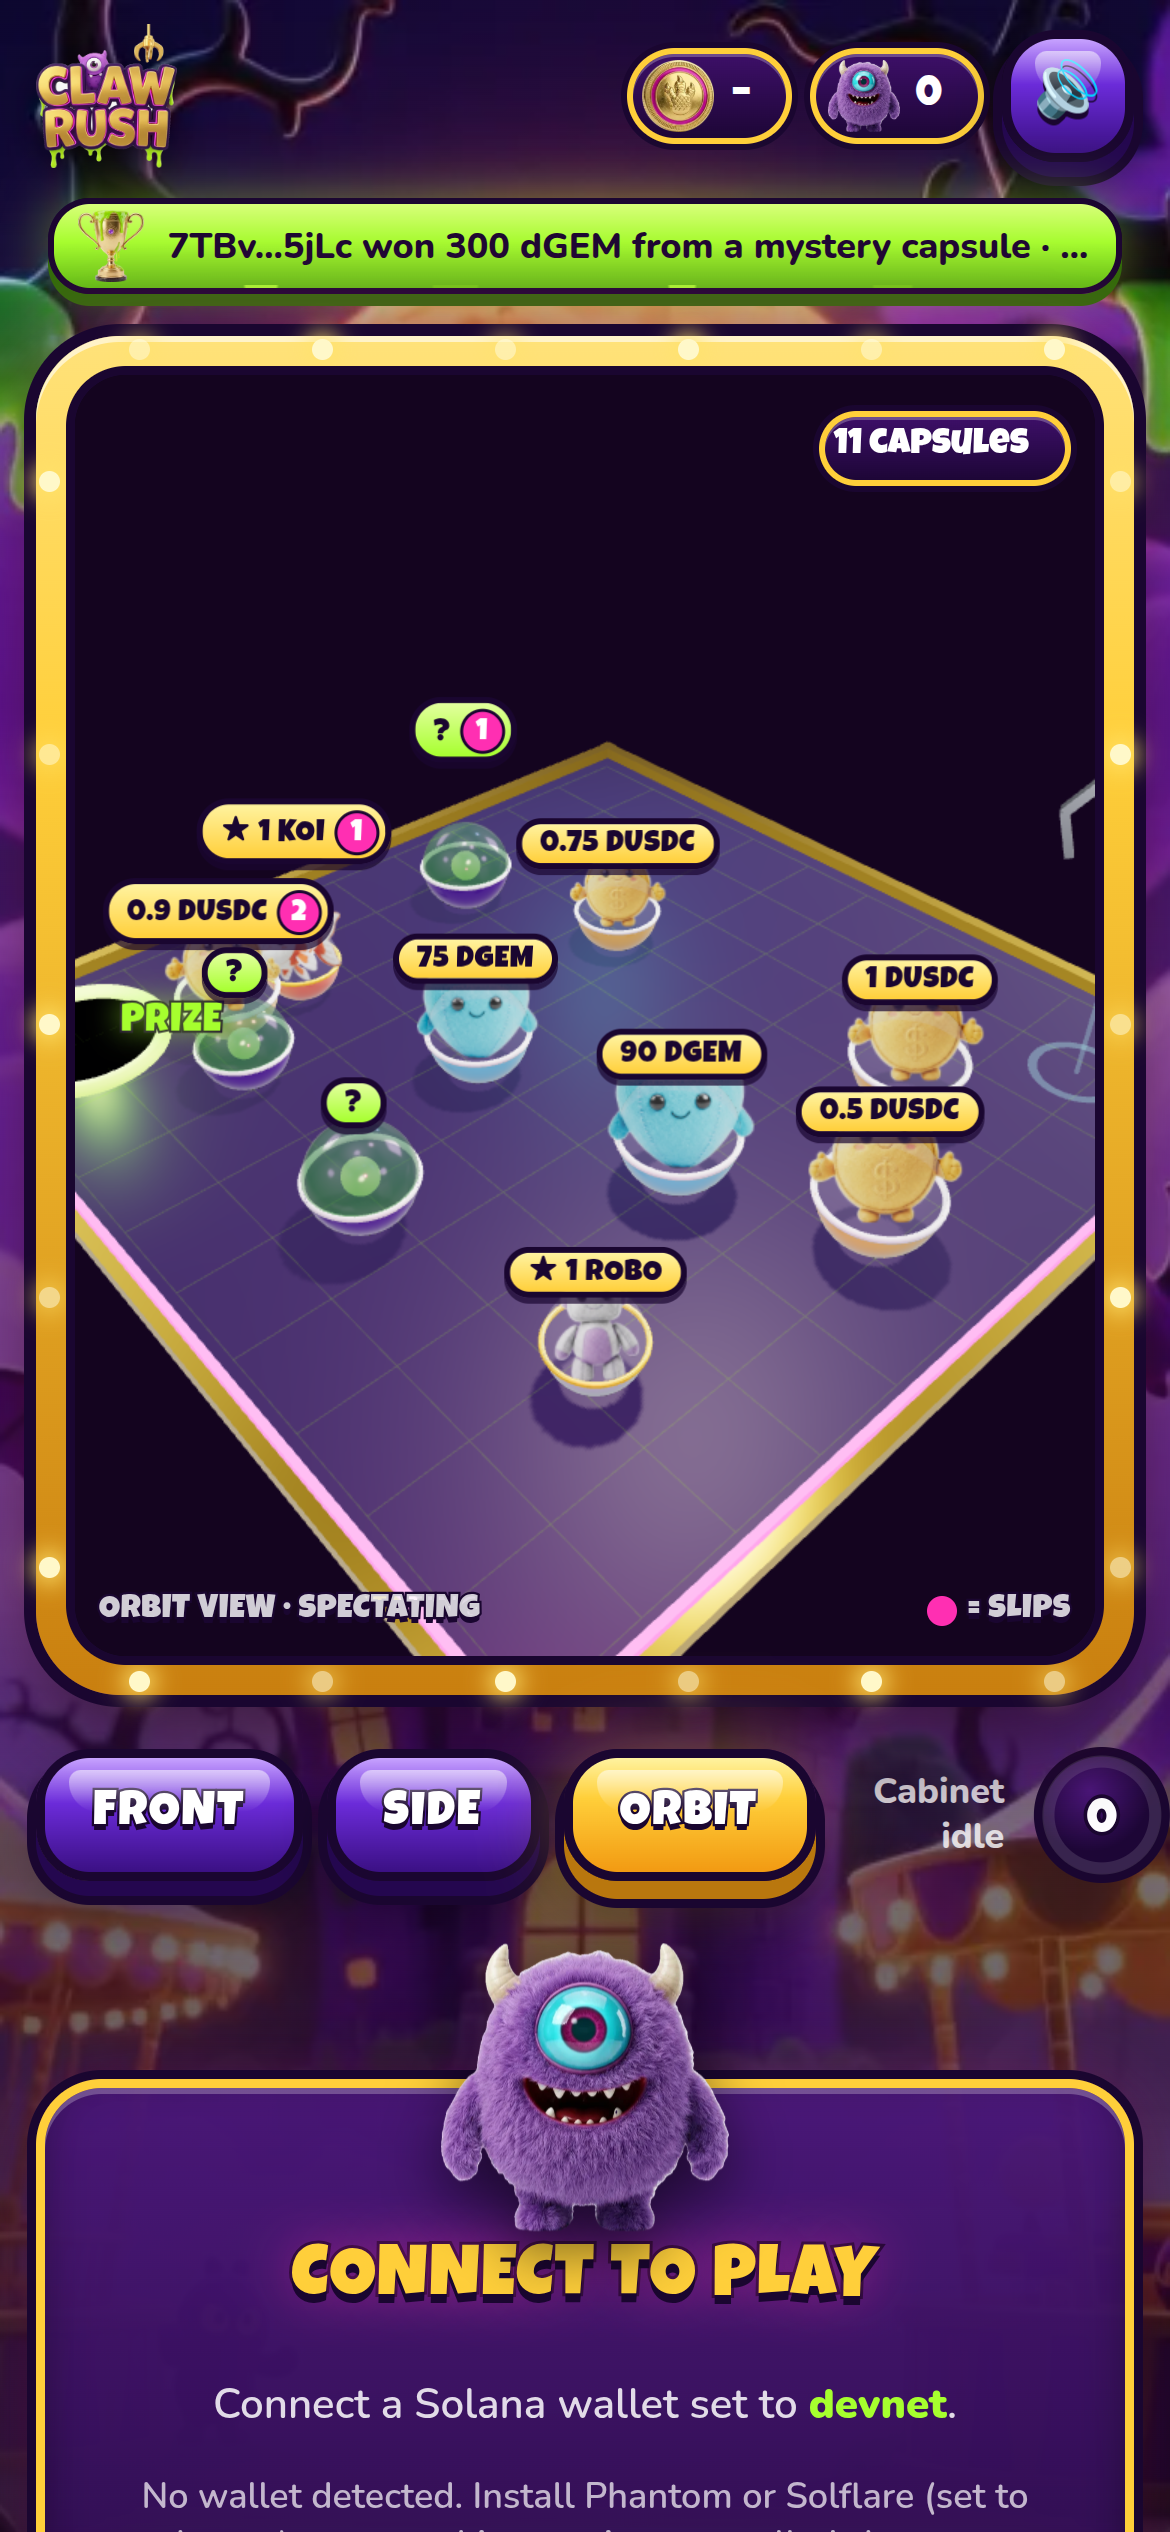 CLAW
RUSH
-
0
7TBv...5jLc won 300 dGEM from a mystery capsule · ...
11 CAPSULES
? 1
★ 1 KOI 1
0.75 DUSDC
0.9 DUSDC 2
?
75 DGEM
1 DUSDC
PRIZE
90 DGEM
?
0.5 DUSDC
★ 1 ROBO
ORBIT VIEW · SPECTATING
= SLIPS
FRONT
SIDE
ORBIT
Cabinet
idle
0
CONNECT TO PLAY
Connect a Solana wallet set to devnet.
No wallet detected. Install Phantom or Solflare (set to